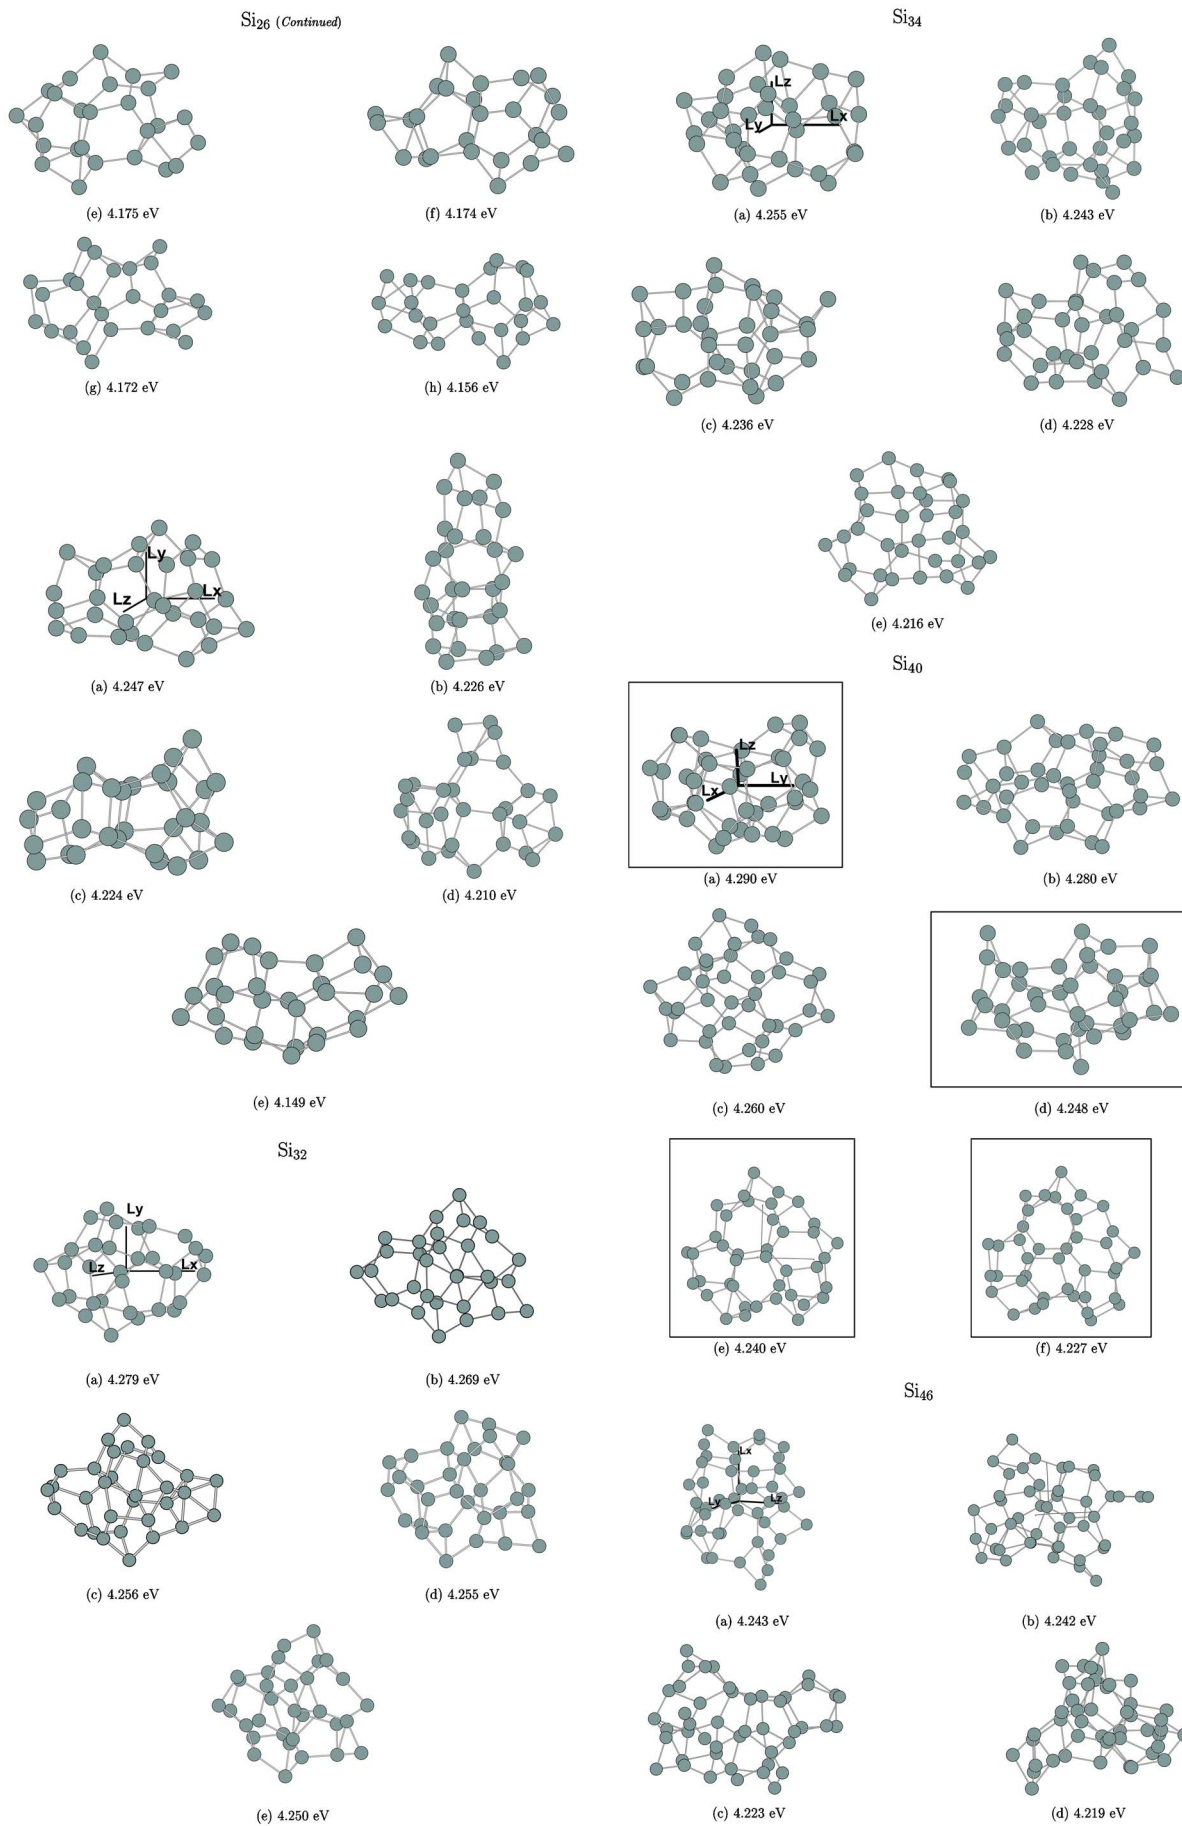 Si26 (Continued)
(e) 4.175 eV
(f) 4.174 eV
(g) 4.172 eV
(h) 4.156 eV
Ly
Lz
Lx
(a) 4.247 eV
(b) 4.226 eV
(c) 4.224 eV
(d) 4.210 eV
(e) 4.149 eV
Si32
Ly
Lz
Lx
(a) 4.279 eV
(b) 4.269 eV
(c) 4.256 eV
(d) 4.255 eV
(e) 4.250 eV
Si34
Lz
Ly
Lx
(a) 4.255 eV
(b) 4.243 eV
(c) 4.236 eV
(d) 4.228 eV
(e) 4.216 eV
Si40
Lz
Ly
Lx
(a) 4.290 eV
(b) 4.280 eV
(c) 4.260 eV
(d) 4.248 eV
(e) 4.240 eV
(f) 4.227 eV
Si46
Lx
Ly
Lz
(a) 4.243 eV
(b) 4.242 eV
(c) 4.223 eV
(d) 4.219 eV